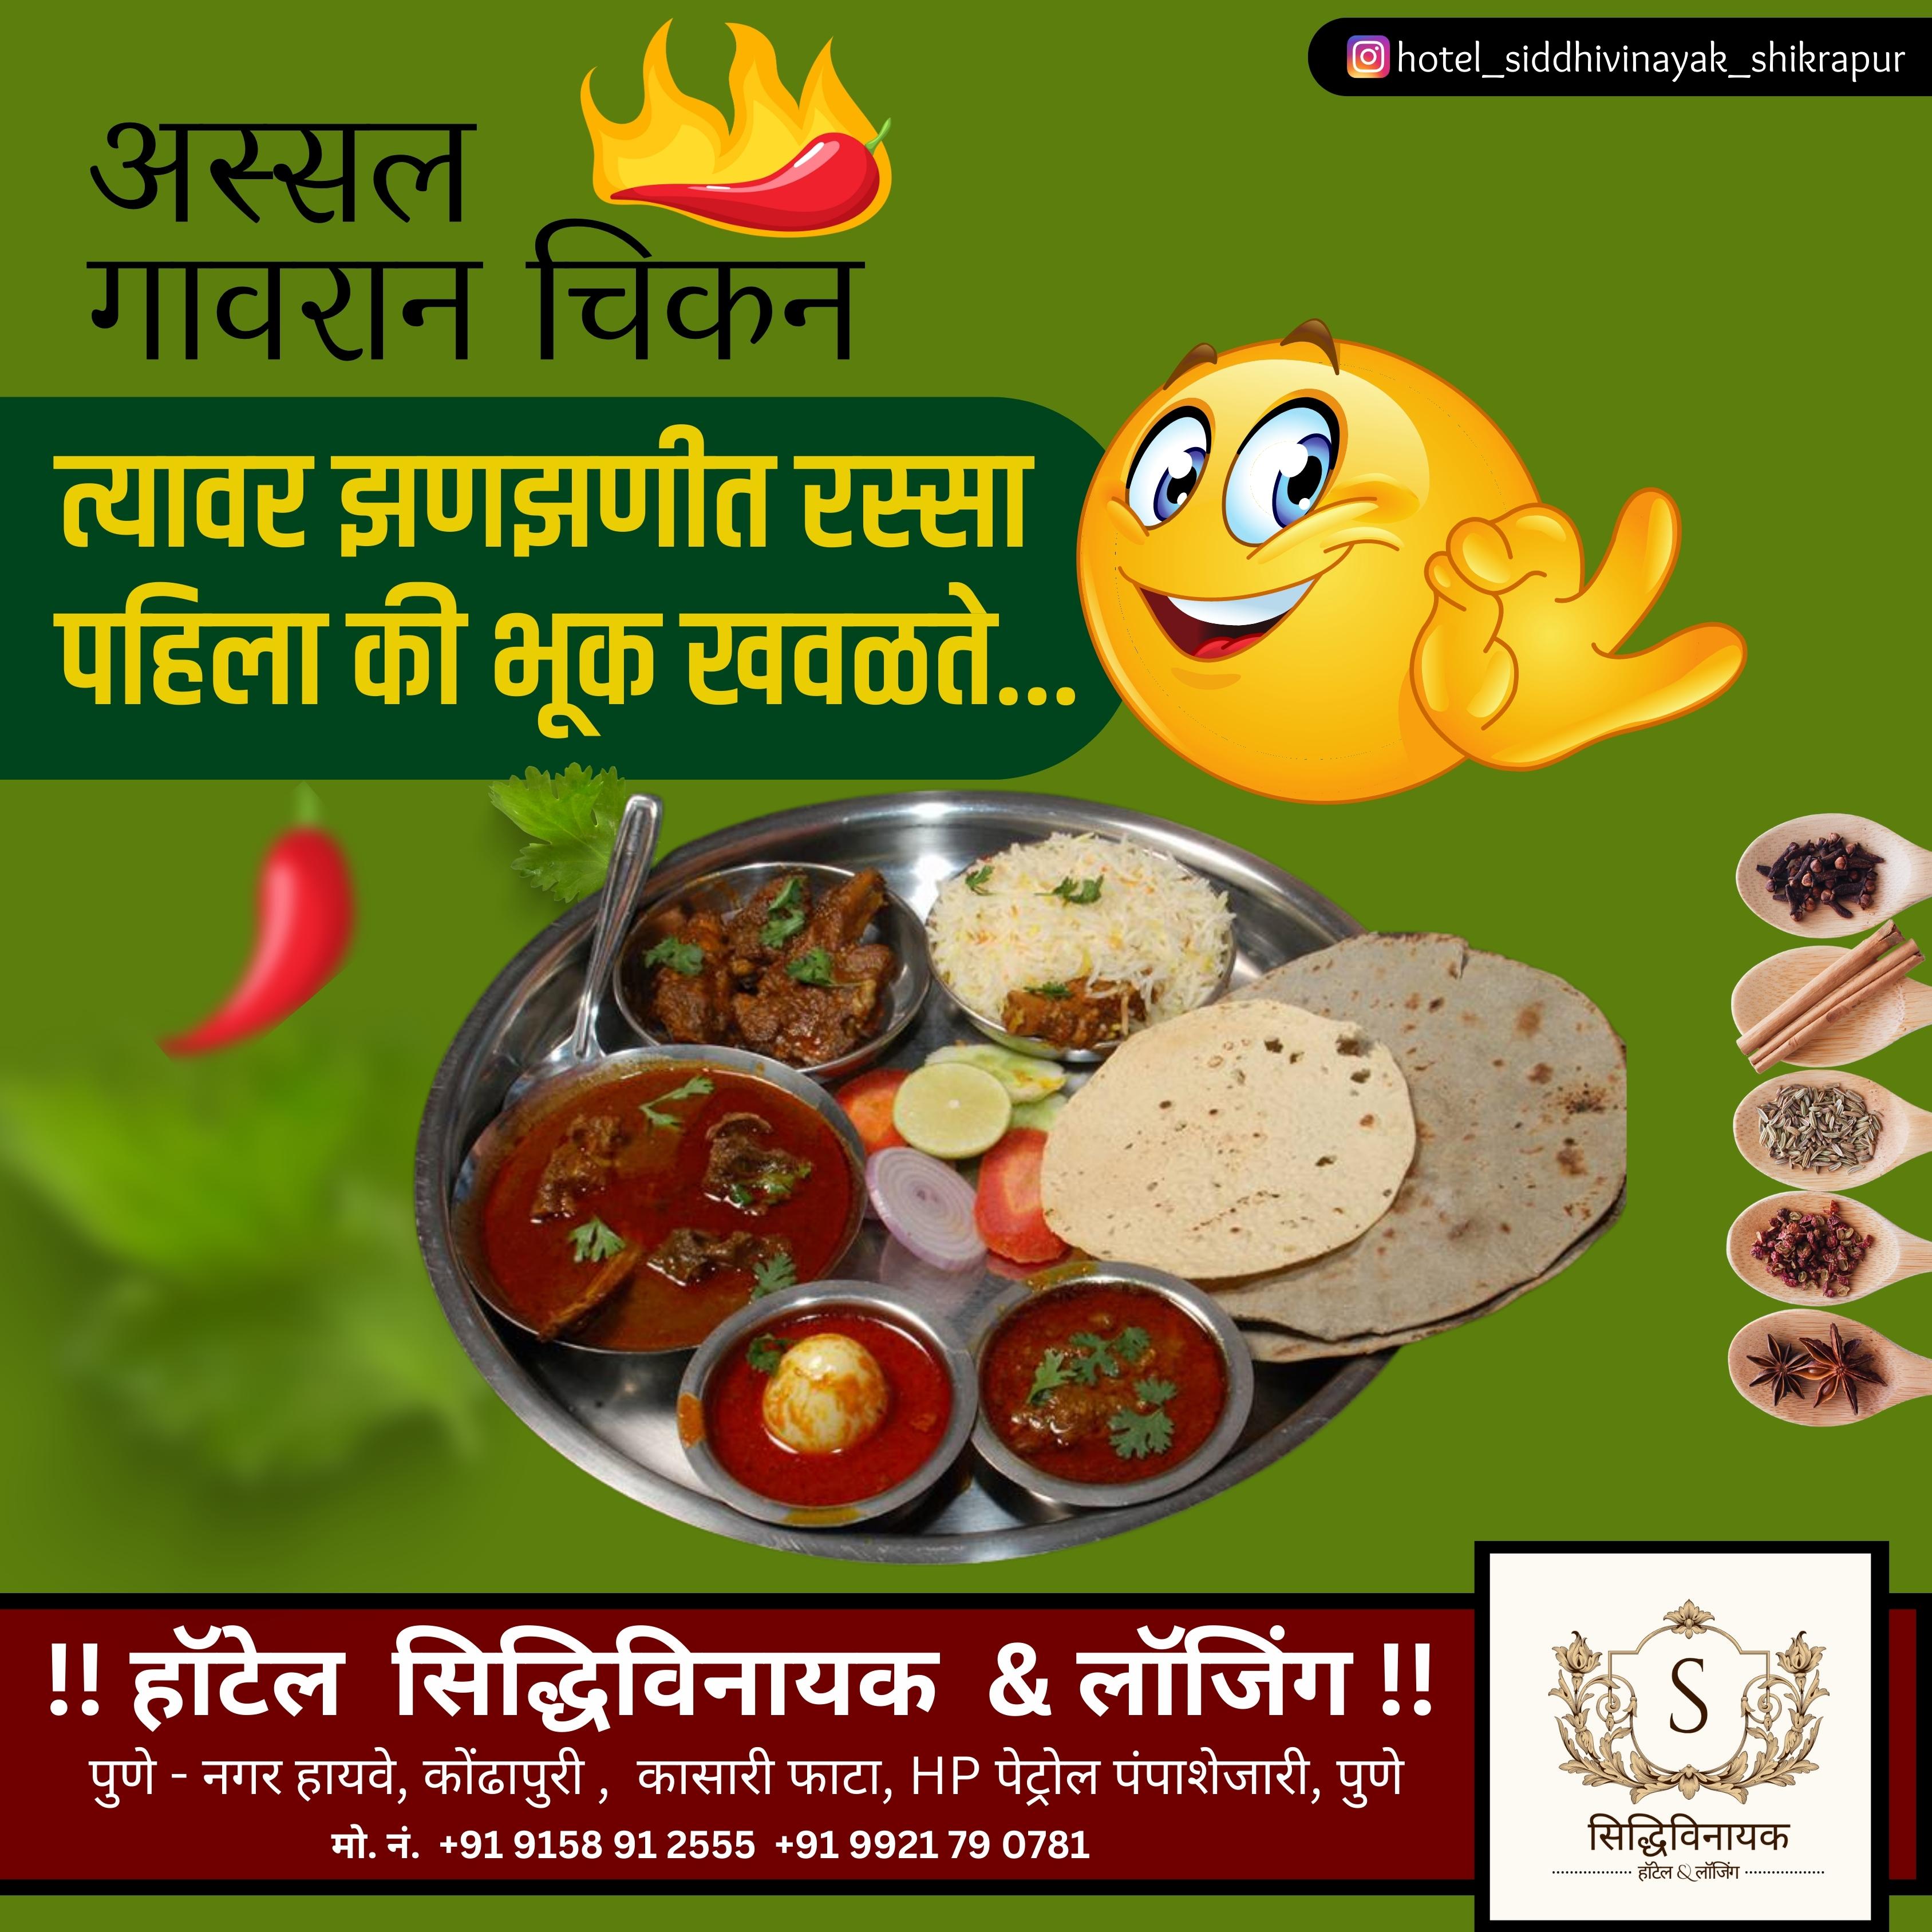 hotel_siddhivinayak_shikrapur
अस्सल
गावरान चिकन
त्यावर झणझणीत रस्सा
पहिला की भूक खवळते...
!! हॉटेल सिद्धिविनायक & लॉजिंग !!
पुणे - नगर हायवे, कोंढापुरी , कासारी फाटा, HP पेट्रोल पंपाशेजारी, पुणे
मो. नं. +91 9158 91 2555 +91 9921 79 0781
S
सिद्धिविनायक
हॉटेल & लॉजिंग